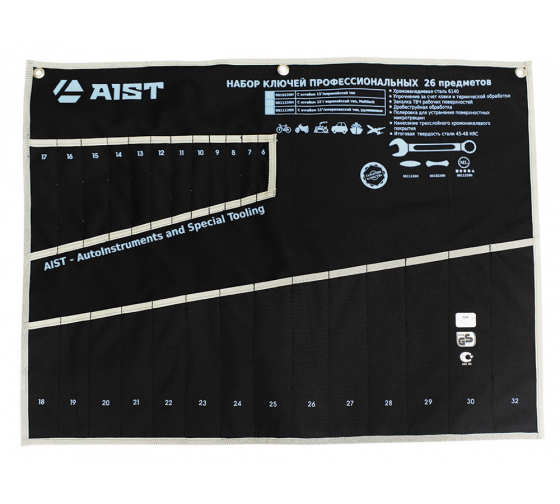 AIST
НАБОР КЛЮЧЕЙ ПРОФЕССИОНАЛЬНЫХ 26 предметов
• Хромованадиевая сталь 6140
• Упрочнение за счет ковки и термической обработки
• Закалка ТВЧ рабочих поверхностей
• Дробеструйная обработка
• Полировка для устранения поверхностных
микротрещин
• Нанесение трехслойного хромоникелевого
покрытия
• Итоговая твердость стали 45-48 HRC
17 16 15 14 13 12 11 10 9 8 7 6
AIST - AutoInstruments and Special Tooling
GS
18 19 20 21 22 23 24 25 26 27 28 29 30 32